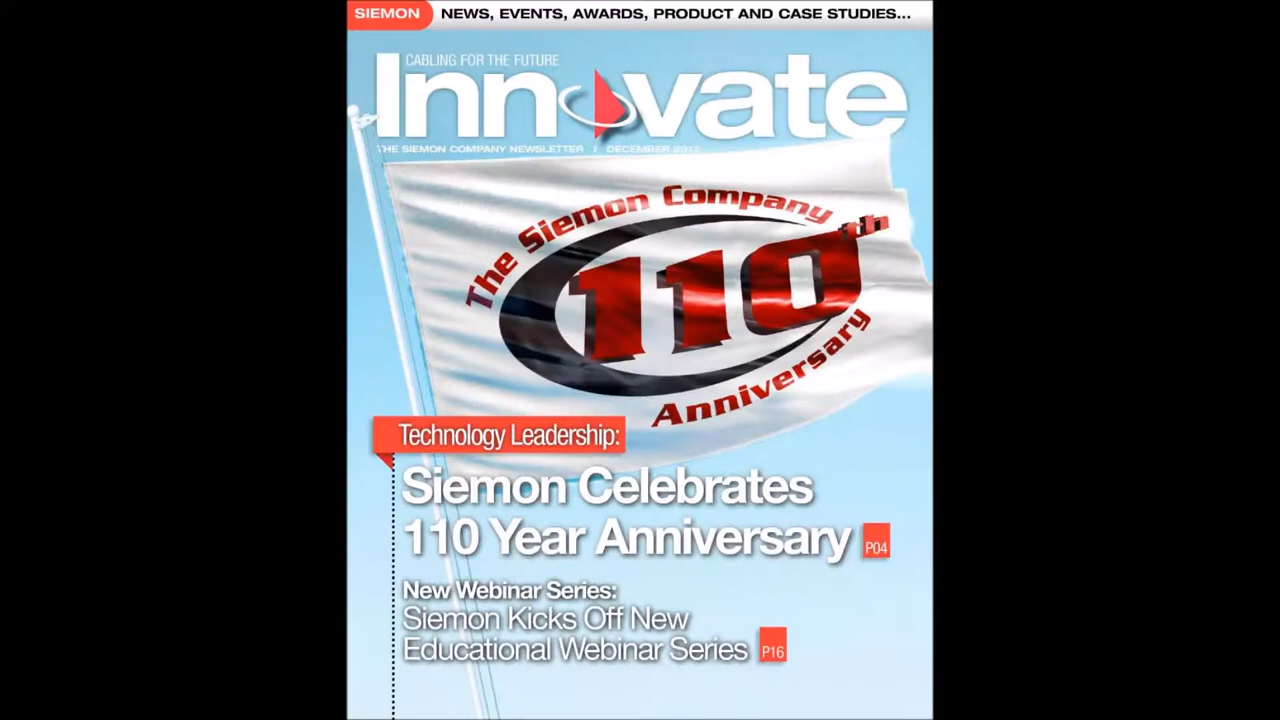 SIEMON NEWS, EVENTS, AWARDS, PRODUCT AND CASE STUDIES...
CABLING FOR THE FUTURE
Innovate
THE SIEMON COMPANY NEWSLETTER | DECEMBER
The Siemon Company
110th
Anniversary
Technology Leadership:
Siemon Celebrates
110 Year Anniversary P04
New Webinar Series:
Siemon Kicks Off New
Educational Webinar Series P16